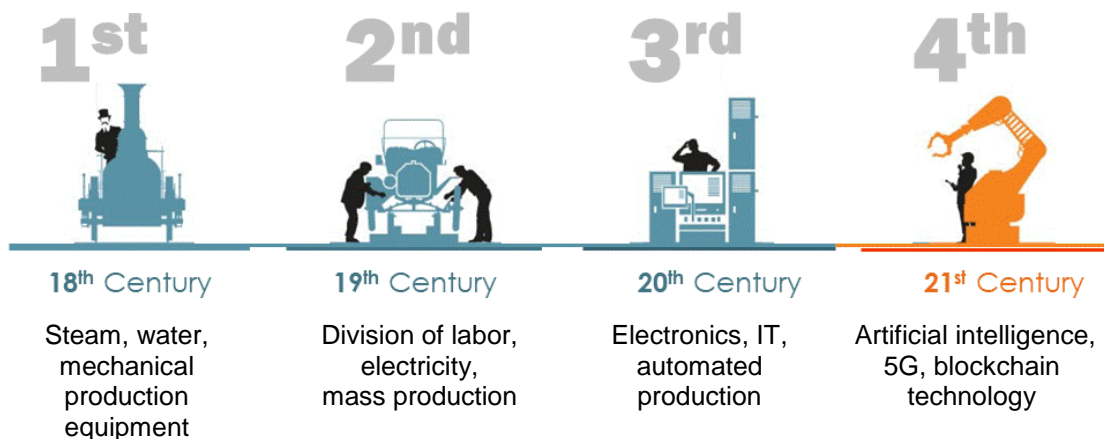 1st
2nd
3rd
4th
18th Century
19th Century
20th Century
21st Century
Steam, water,
mechanical
production
equipment
Division of labor,
electricity,
mass production
Electronics, IT,
automated
production
Artificial intelligence,
5G, blockchain
technology